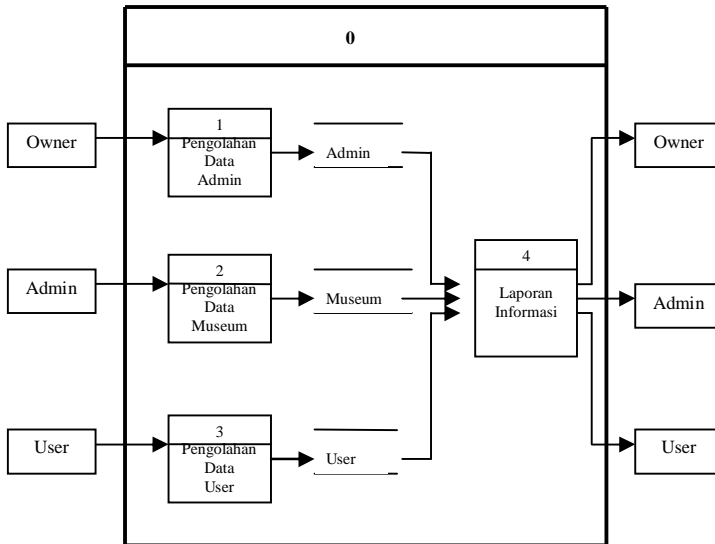 0
Owner
1
Pengolahan
Data
Admin
Admin
Owner
Admin
2
Pengolahan
Data
Museum
Museum
4
Laporan
Informasi
Admin
User
3
Pengolahan
Data
User
User
User